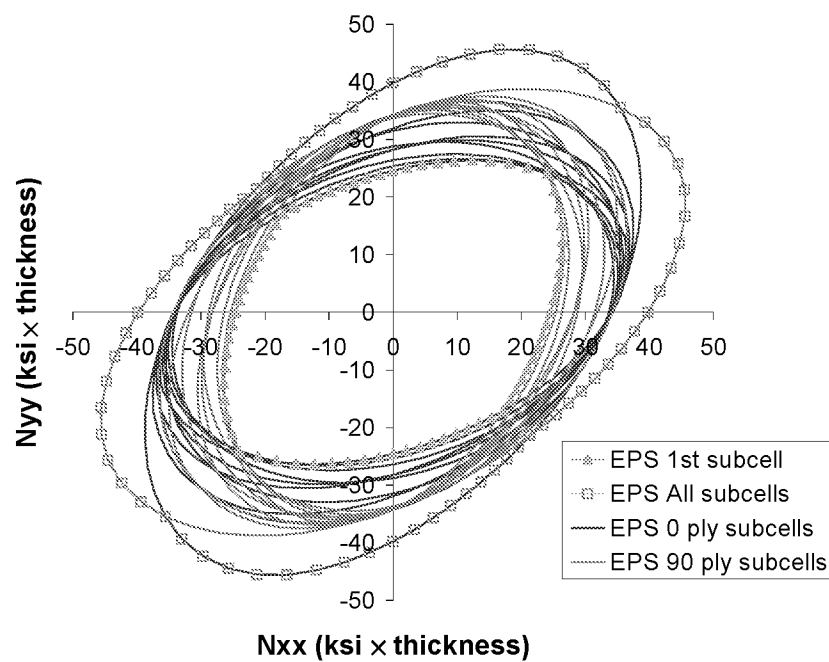 50
40
30
20
10
0
-50 -40 -30 -20 -10 0 10 20 30 40 50
-10
-20
-30
-40
-50
Nyy (ksi × thickness)
Nxx (ksi × thickness)
EPS 1st subcell
EPS All subcells
EPS 0 ply subcells
EPS 90 ply subcells